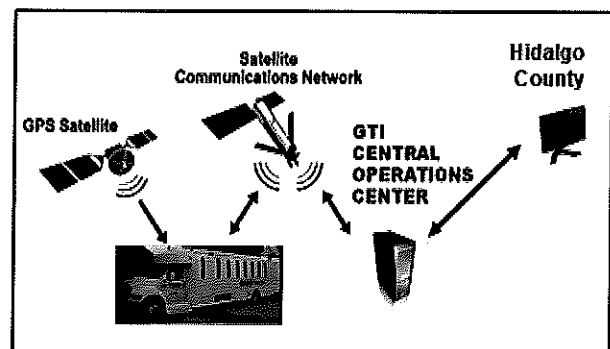 Satellite
Communications Network
Hidalgo
County
GPS Satellite
GTI
CENTRAL
OPERATIONS
CENTER